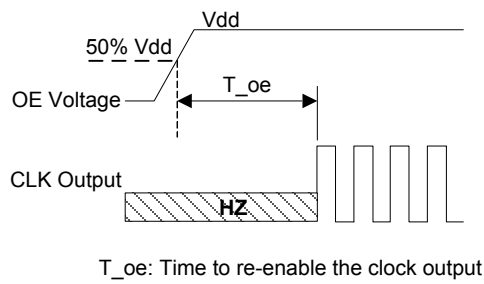 Vdd
50% Vdd
T_oe
OE Voltage
CLK Output
HZ
T_oe: Time to re-enable the clock output